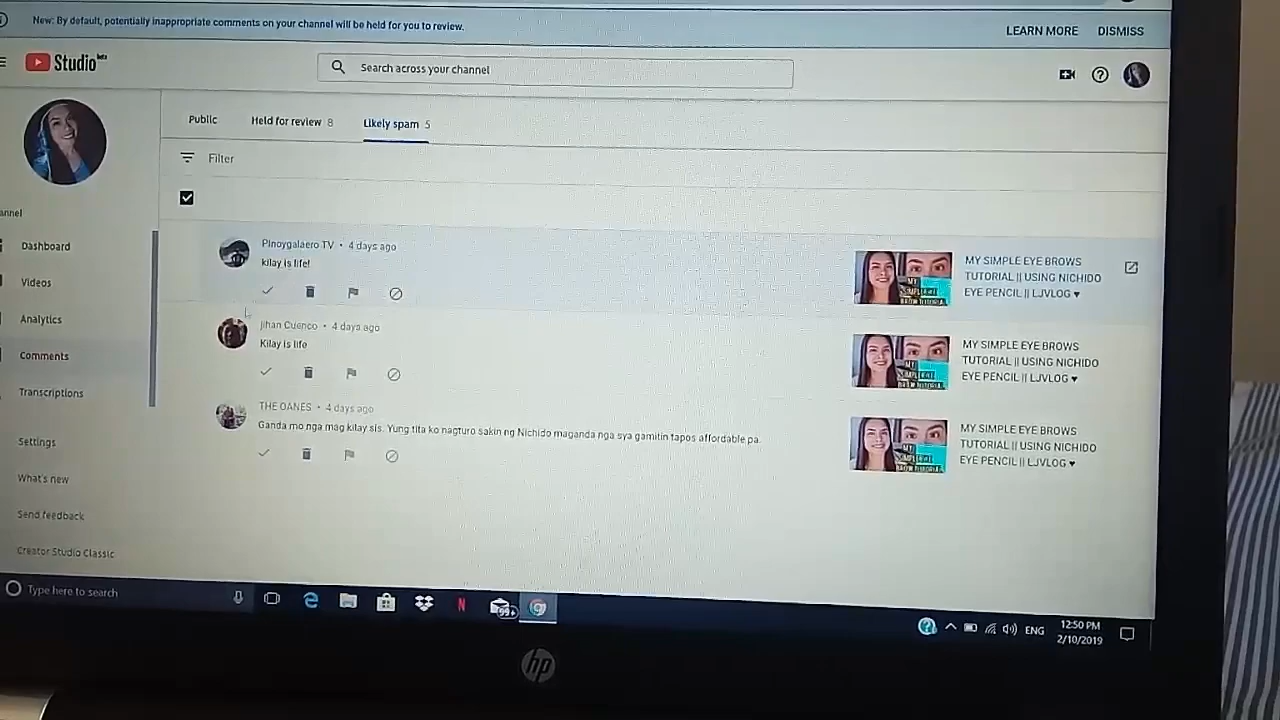 New: By default, potentially inappropriate comments on your channel will be held for you to review.
LEARN MORE
DISMISS
Studio beta
Search across your channel
Public
Held for review 8
Likely spam 5
Filter
annel
Dashboard
Videos
Analytics
Comments
Transcriptions
Settings
What's new
Send feedback
Creator Studio Classic
Pinoygalaero TV • 4 days ago
kilay is life!
MY SIMPLE EYE BROWS
TUTORIAL || USING NICHIDO
EYE PENCIL || LJVLOG ♥
Jihan Cuenco • 4 days ago
Kilay is life
MY SIMPLE EYE BROWS
TUTORIAL || USING NICHIDO
EYE PENCIL || LJVLOG ♥
THE OANES • 4 days ago
Ganda mo nga mag kilay sis. Yung tita ko nagturo sakin ng Nichido maganda nga sya gamitin tapos affordable pa.
MY SIMPLE EYE BROWS
TUTORIAL || USING NICHIDO
EYE PENCIL || LJVLOG ♥
Type here to search
99+
ENG
12:50 PM
2/10/2019
hp